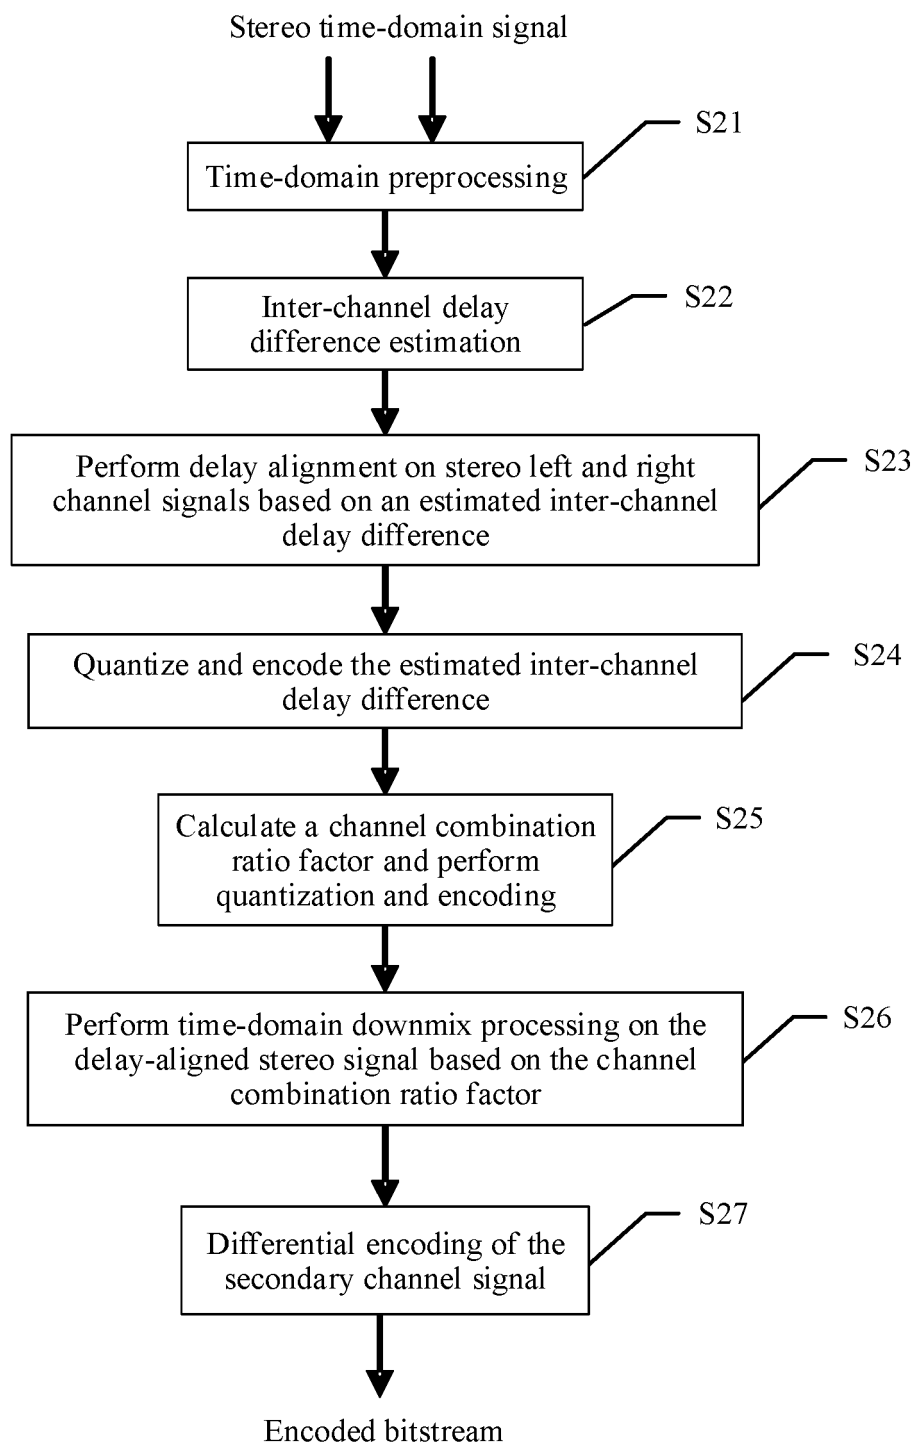 Stereo time-domain signal
S21
Time-domain preprocessing
S22
Inter-channel delay
difference estimation
S23
Perform delay alignment on stereo left and right
channel signals based on an estimated inter-channel
delay difference
S24
Quantize and encode the estimated inter-channel
delay difference
S25
Calculate a channel combination
ratio factor and perform
quantization and encoding
S26
Perform time-domain downmix processing on the
delay-aligned stereo signal based on the channel
combination ratio factor
S27
Differential encoding of the
secondary channel signal
Encoded bitstream